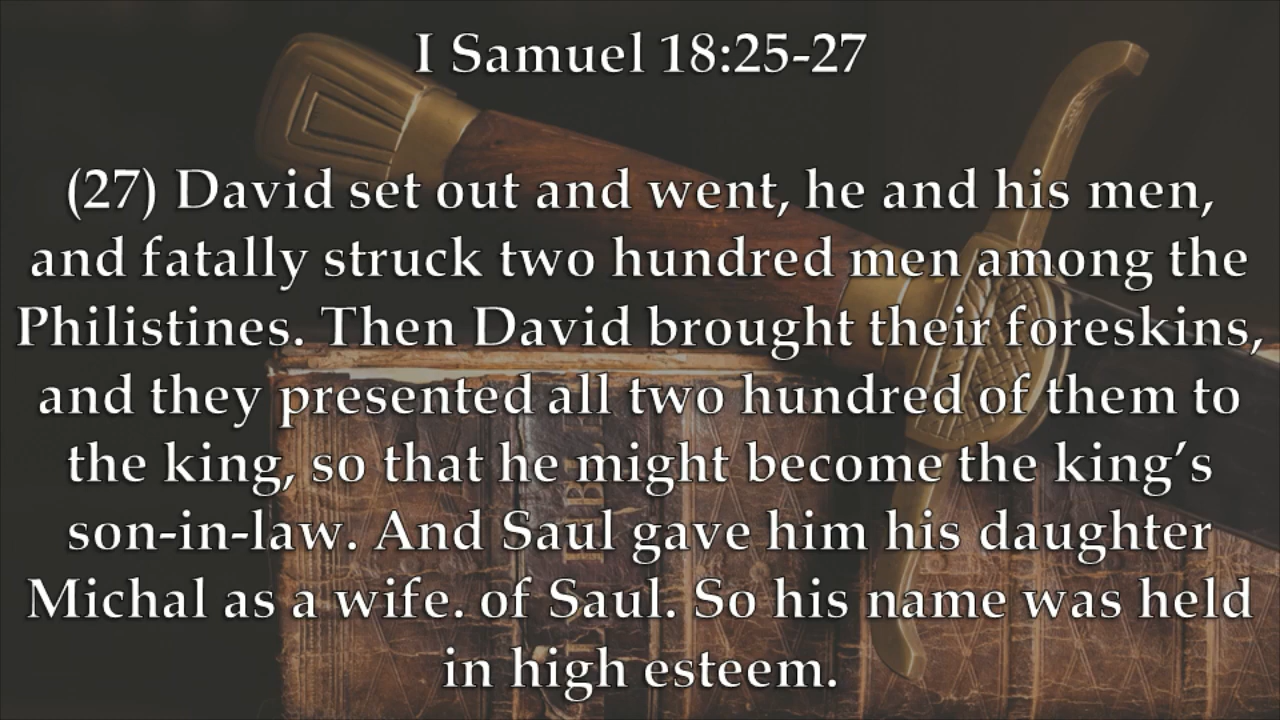 I Samuel 18:25-27
(27) David set out and went, he and his men,
and fatally struck two hundred men among the
Philistines. Then David brought their foreskins,
and they presented all two hundred of them to
the king, so that he might become the king’s
son-in-law. And Saul gave him his daughter
Michal as a wife. of Saul. So his name was held
in high esteem.